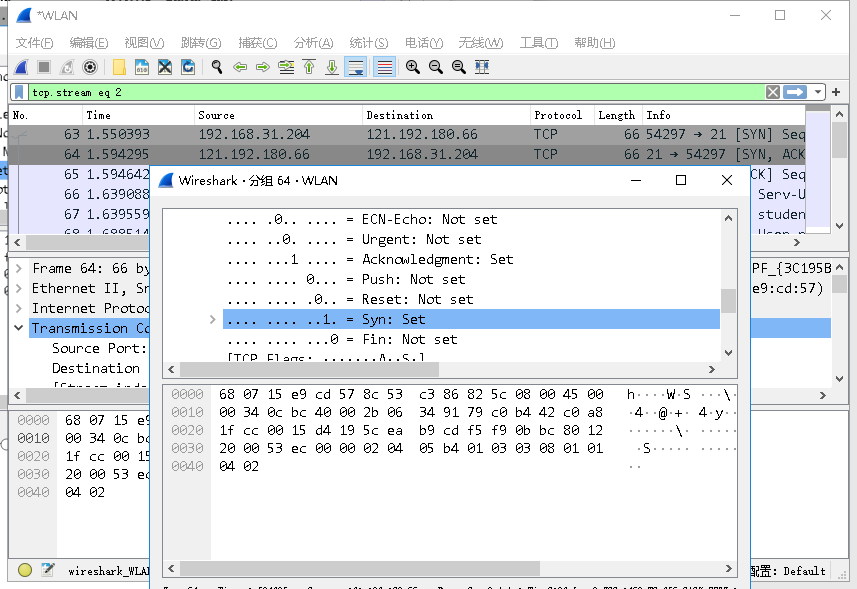 *WLAN
文件(F) 编辑(E) 视图(V) 跳转(G) 捕获(C) 分析(A) 统计(S) 电话(Y) 无线(W) 工具(T) 帮助(H)
tcp.stream eq 2
No. Time Source Destination Protocol Length Info
63 1.550393 192.168.31.204 121.192.180.66 TCP 66 54297 → 21 [SYN] Seq
64 1.594295 121.192.180.66 192.168.31.204 TCP 66 21 → 54297 [SYN, ACK
65 1.594642 CK] Seq
66 1.639088 Serv-U
67 1.639559 studen
Wireshark · 分组 64 · WLAN
.... .0.. .... = ECN-Echo: Not set
.... ..0. .... = Urgent: Not set
.... ...1 .... = Acknowledgment: Set
.... .... 0... = Push: Not set
.... .... .0.. = Reset: Not set
.... .... ..1. = Syn: Set
.... .... ...0 = Fin: Not set
[TCP Flags: ·······A··S·]
0000 68 07 15 e9 cd 57 8c 53 c3 86 82 5c 08 00 45 00 h····W·S ···\··E·
0010 00 34 0c bc 40 00 2b 06 34 91 79 c0 b4 42 c0 a8 ·4··@·+· 4·y··B··
0020 1f cc 00 15 d4 19 5c ea b9 cd f5 f9 0b bc 80 12 ······\· ········
0030 20 00 53 ec 00 00 02 04 05 b4 01 03 03 08 01 01 ·S····· ········
0040 04 02 ··
Frame 64: 66 by PF_{3C195B
Ethernet II, Sr e9:cd:57)
Internet Protoc
Transmission Co
Source Port:
Destination
[Stream inde
0000 68 07 15 e9
0010 00 34 0c bc
0020 1f cc 00 15
0030 20 00 53 ec
0040 04 02
wireshark_WLAN 配置: Default